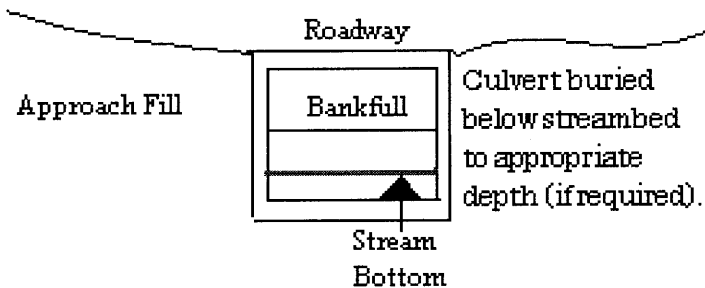 Roadway
Approach Fill
Bankfull
Culvert buried
below streambed
to appropriate
depth (if required).
Stream
Bottom